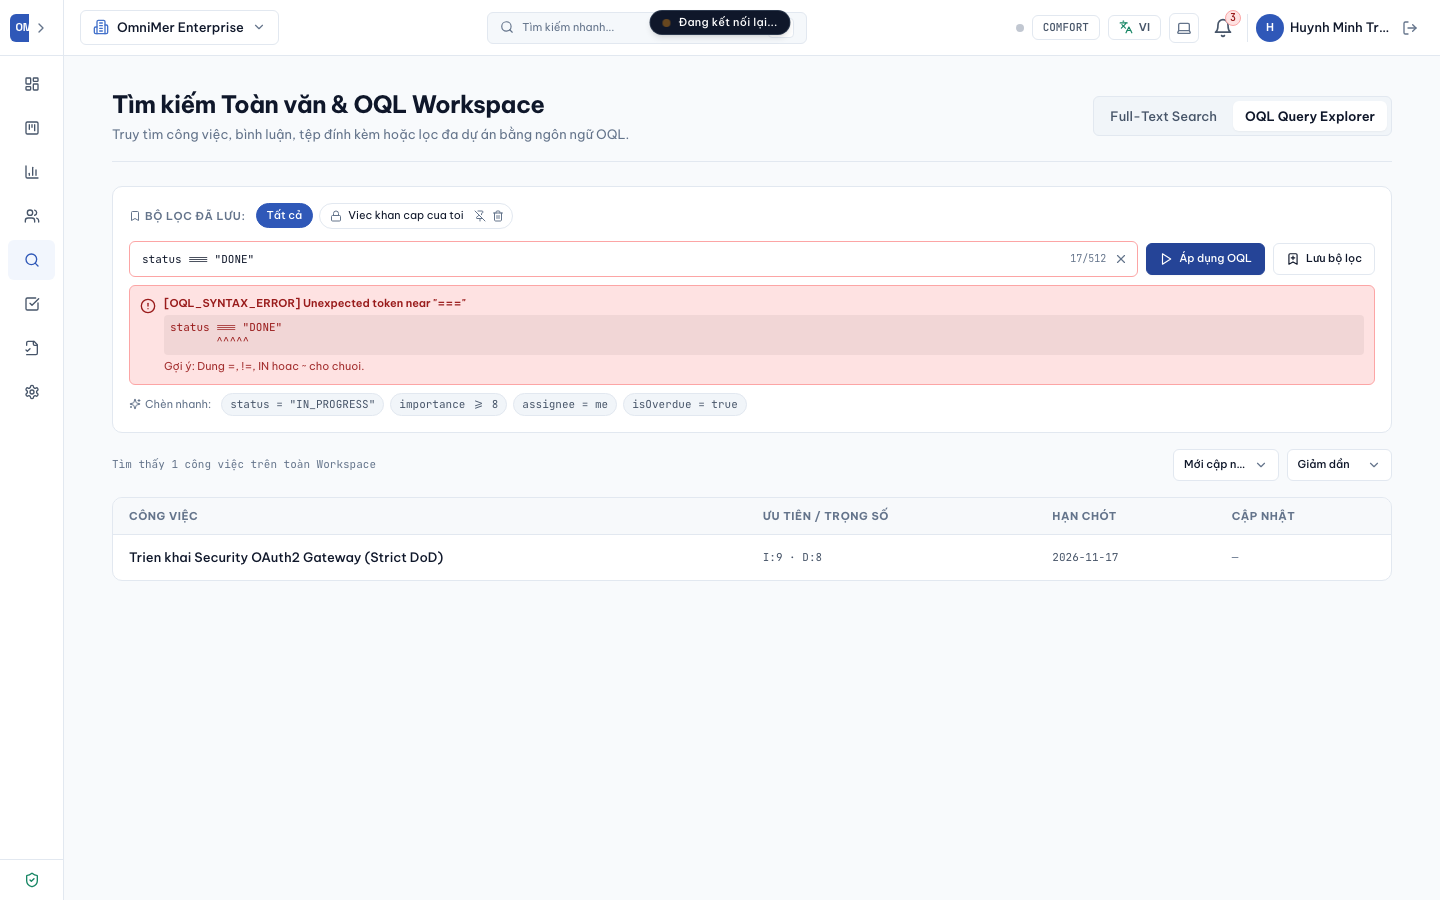 OmniMer Enterprise
Tìm kiếm nhanh...
Đang kết nối lại...
COMFORT
VI
3
H
Huynh Minh Tr...
Tìm kiếm Toàn văn & OQL Workspace
Truy tìm công việc, bình luận, tệp đính kèm hoặc lọc đa dự án bằng ngôn ngữ OQL.
Full-Text Search
OQL Query Explorer
BỘ LỌC ĐÃ LƯU:
Tất cả
Viec khan cap cua toi
status === "DONE"
17/512
Áp dụng OQL
Lưu bộ lọc
[OQL_SYNTAX_ERROR] Unexpected token near "==="
status === "DONE"
^^^^^
Gợi ý: Dung =, !=, IN hoac ~ cho chuoi.
Chèn nhanh:
status = "IN_PROGRESS"
importance >= 8
assignee = me
isOverdue = true
Tìm thấy 1 công việc trên toàn Workspace
Mới cập n...
Giảm dần
CÔNG VIỆC
ƯU TIÊN / TRỌNG SỐ
HẠN CHÓT
CẬP NHẬT
Trien khai Security OAuth2 Gateway (Strict DoD)
I:9 · D:8
2026-11-17
—